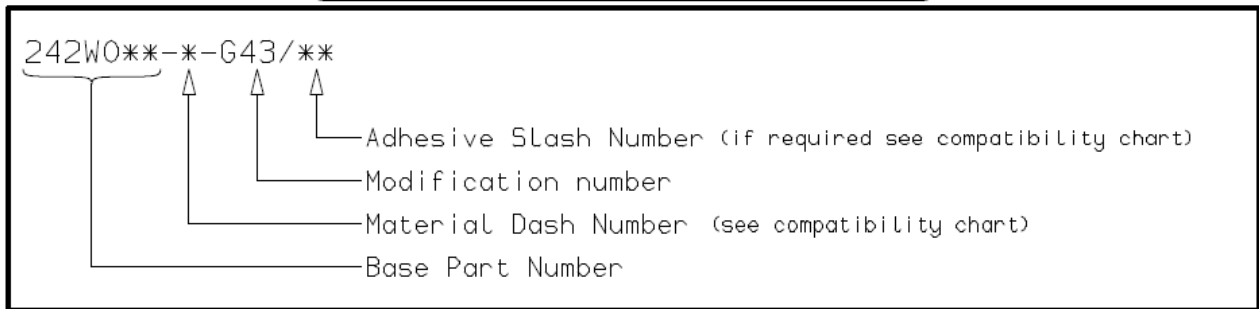 242W0**-*-G43/**
Adhesive Slash Number (if required see compatibility chart)
Modification number
Material Dash Number (see compatibility chart)
Base Part Number